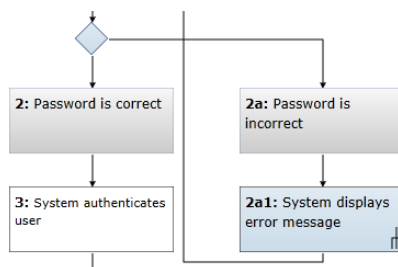 2: Password is correct
2a: Password is
incorrect
3: System authenticates
user
2a1: System displays
error message